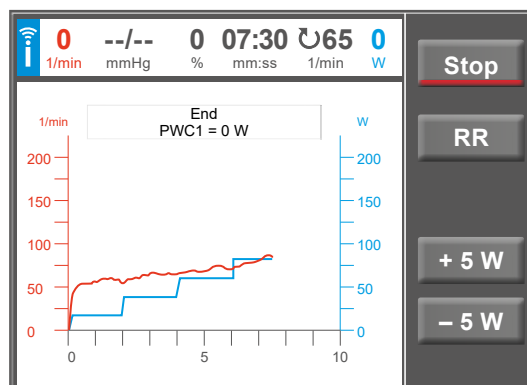 0 --/-- 0 07:30 65 0
1/min mmHg % mm:ss 1/min W
Stop
End
PWC1 = 0 W
1/min W
RR
200 200
150 150
100 100
+ 5 W
50 50
– 5 W
0 0
0 5 10